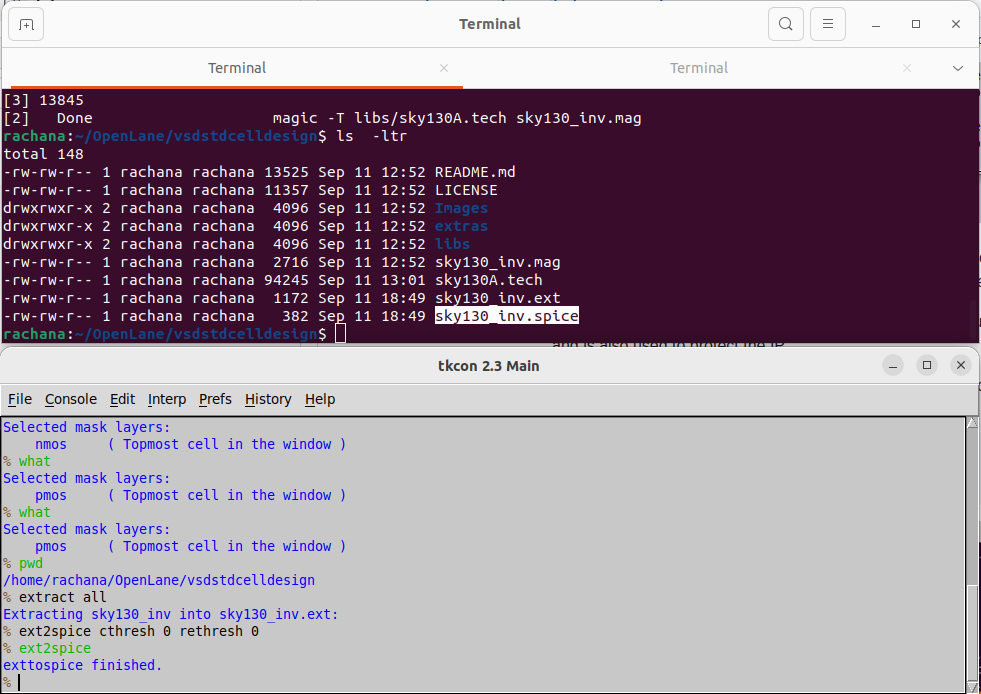 Terminal
Terminal Terminal
[3] 13845
[2]   Done                    magic -T libs/sky130A.tech sky130_inv.mag
rachana:~/OpenLane/vsdstdcelldesign$ ls  -ltr
total 148
-rw-rw-r-- 1 rachana rachana 13525 Sep 11 12:52 README.md
-rw-rw-r-- 1 rachana rachana 11357 Sep 11 12:52 LICENSE
drwxrwxr-x 2 rachana rachana  4096 Sep 11 12:52 Images
drwxrwxr-x 2 rachana rachana  4096 Sep 11 12:52 extras
drwxrwxr-x 2 rachana rachana  4096 Sep 11 12:52 libs
-rw-rw-r-- 1 rachana rachana  2716 Sep 11 12:52 sky130_inv.mag
-rw-rw-r-- 1 rachana rachana 94245 Sep 11 13:01 sky130A.tech
-rw-rw-r-- 1 rachana rachana  1172 Sep 11 18:49 sky130_inv.ext
-rw-rw-r-- 1 rachana rachana   382 Sep 11 18:49 sky130_inv.spice
rachana:~/OpenLane/vsdstdcelldesign$
tkcon 2.3 Main
File Console Edit Interp Prefs History Help
Selected mask layers:
    nmos     ( Topmost cell in the window )
% what
Selected mask layers:
    pmos     ( Topmost cell in the window )
% what
Selected mask layers:
    pmos     ( Topmost cell in the window )
% pwd
/home/rachana/OpenLane/vsdstdcelldesign
% extract all
Extracting sky130_inv into sky130_inv.ext:
% ext2spice cthresh 0 rethresh 0
% ext2spice
exttospice finished.
%